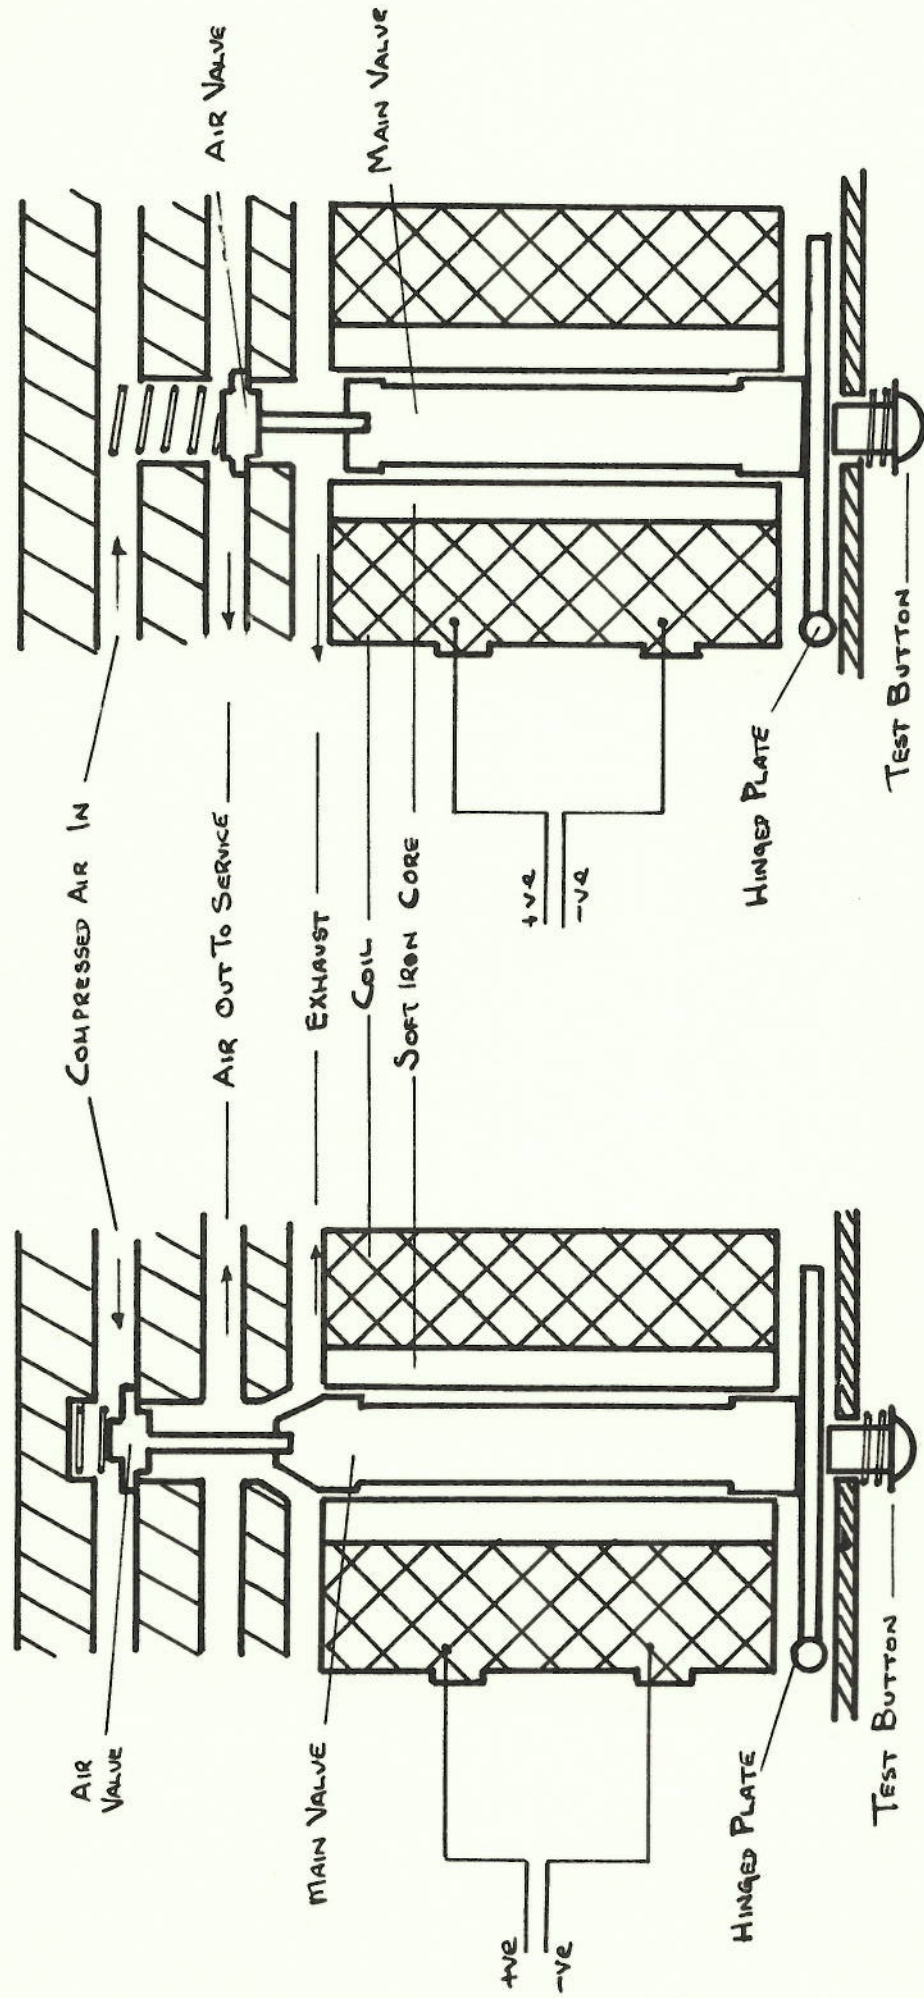 AIR
VALVE
COMPRESSED AIR IN
AIR VALVE
AIR OUT TO SERVICE
MAIN VALVE
EXHAUST
COIL
MAIN VALVE
SOFT IRON CORE
+ve
-ve
+ve
-ve
HINGED PLATE
HINGED PLATE
TEST BUTTON
TEST BUTTON